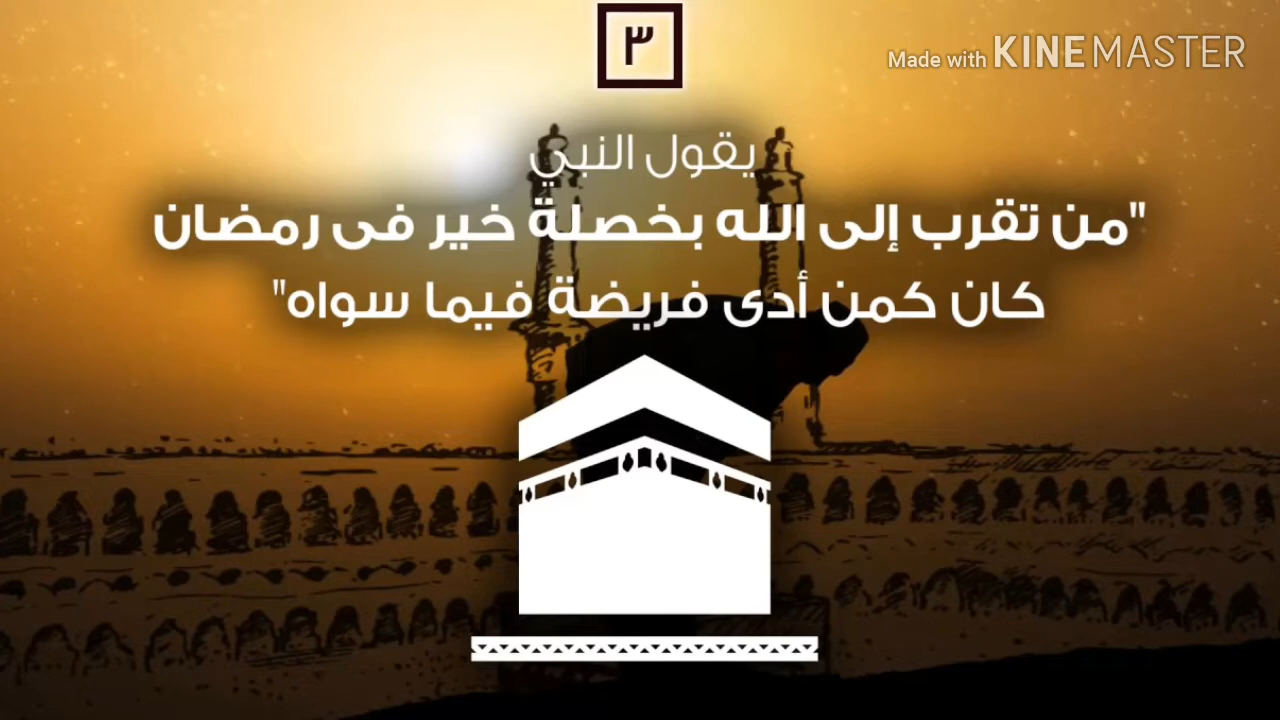 ٣
Made with KINEMASTER
يقول النبي
"من تقرب إلى الله بخصلة خير فى رمضان
كان كمن أدى فريضة فيما سواه"